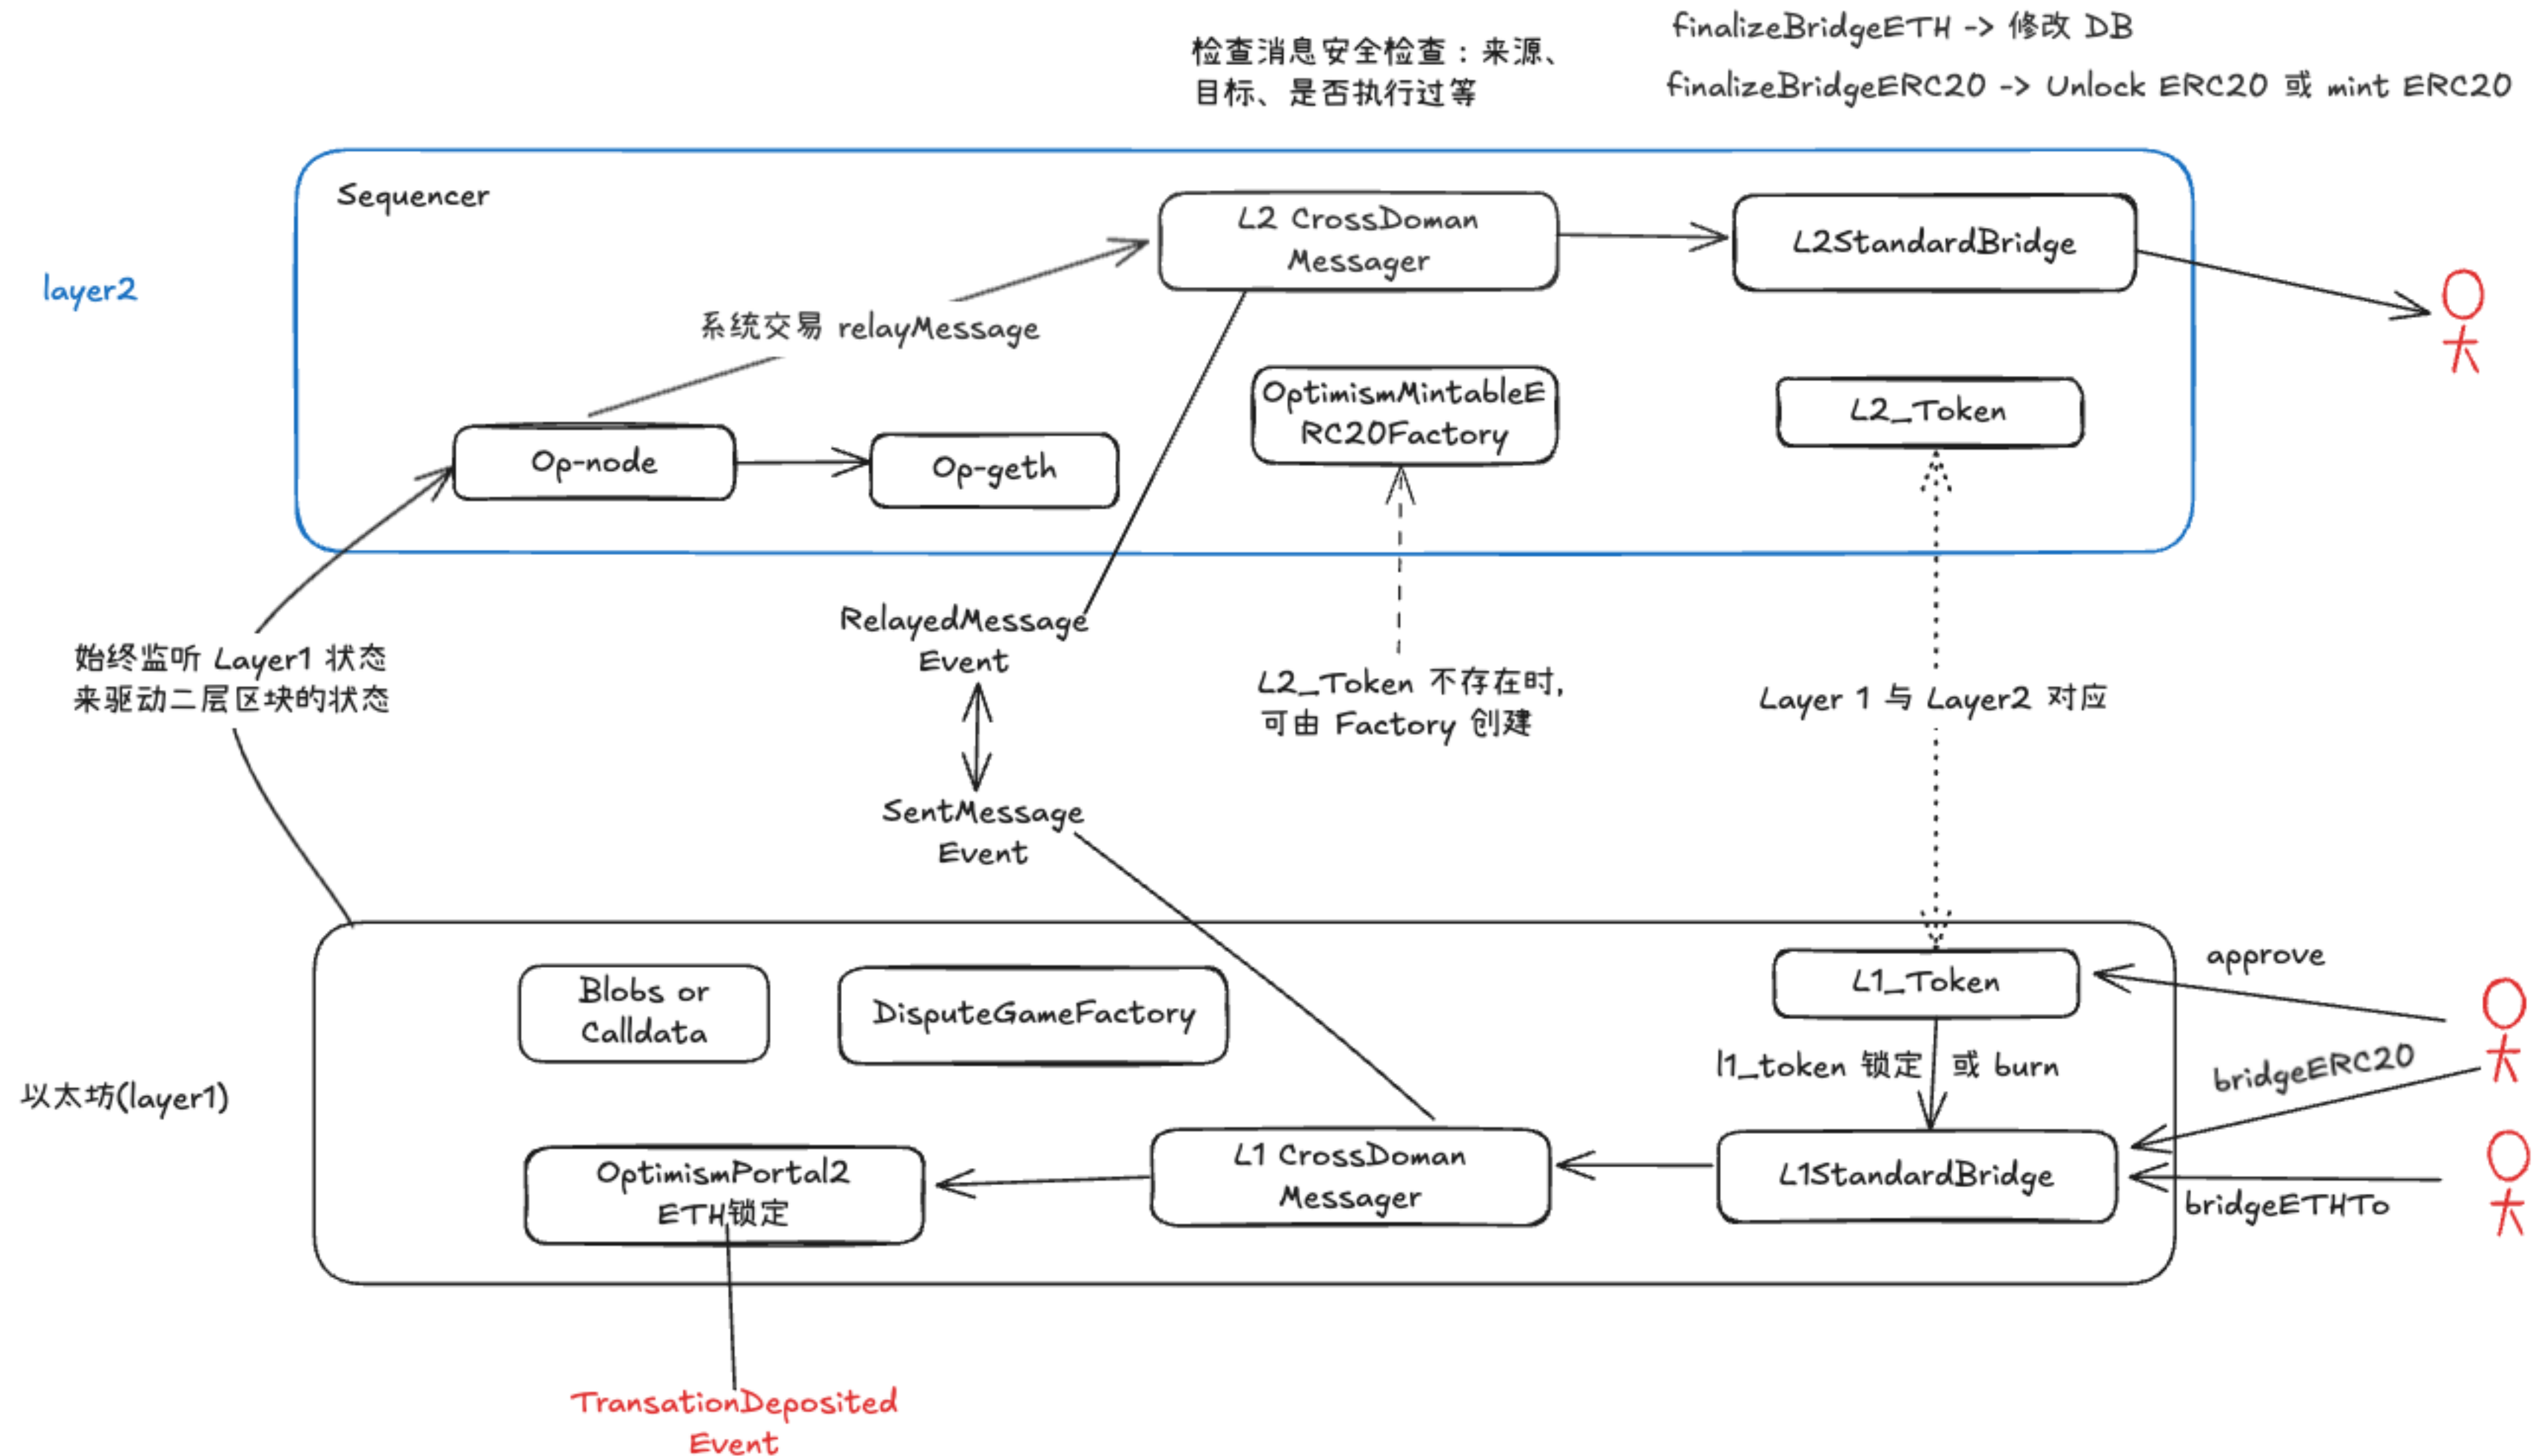 检查消息安全检查：来源、
目标、是否执行过等
finalizeBridgeETH -> 修改 DB
finalizeBridgeERC20 -> Unlock ERC20 或 mint ERC20
layer2
Sequencer
L2 CrossDoman
Messager
L2StandardBridge
系统交易 relayMessage
OptimismMintableE
RC20Factory
L2_Token
Op-node
Op-geth
始终监听 Layer1 状态
来驱动二层区块的状态
RelayedMessage
Event
SentMessage
Event
L2_Token 不存在时,
可由 Factory 创建
Layer 1 与 Layer2 对应
以太坊(layer1)
Blobs or
Calldata
DisputeGameFactory
L1_Token
approve
l1_token 锁定 或 burn
bridgeERC20
OptimismPortal2
ETH锁定
L1 CrossDoman
Messager
L1StandardBridge
bridgeETHTo
TransationDeposited
Event